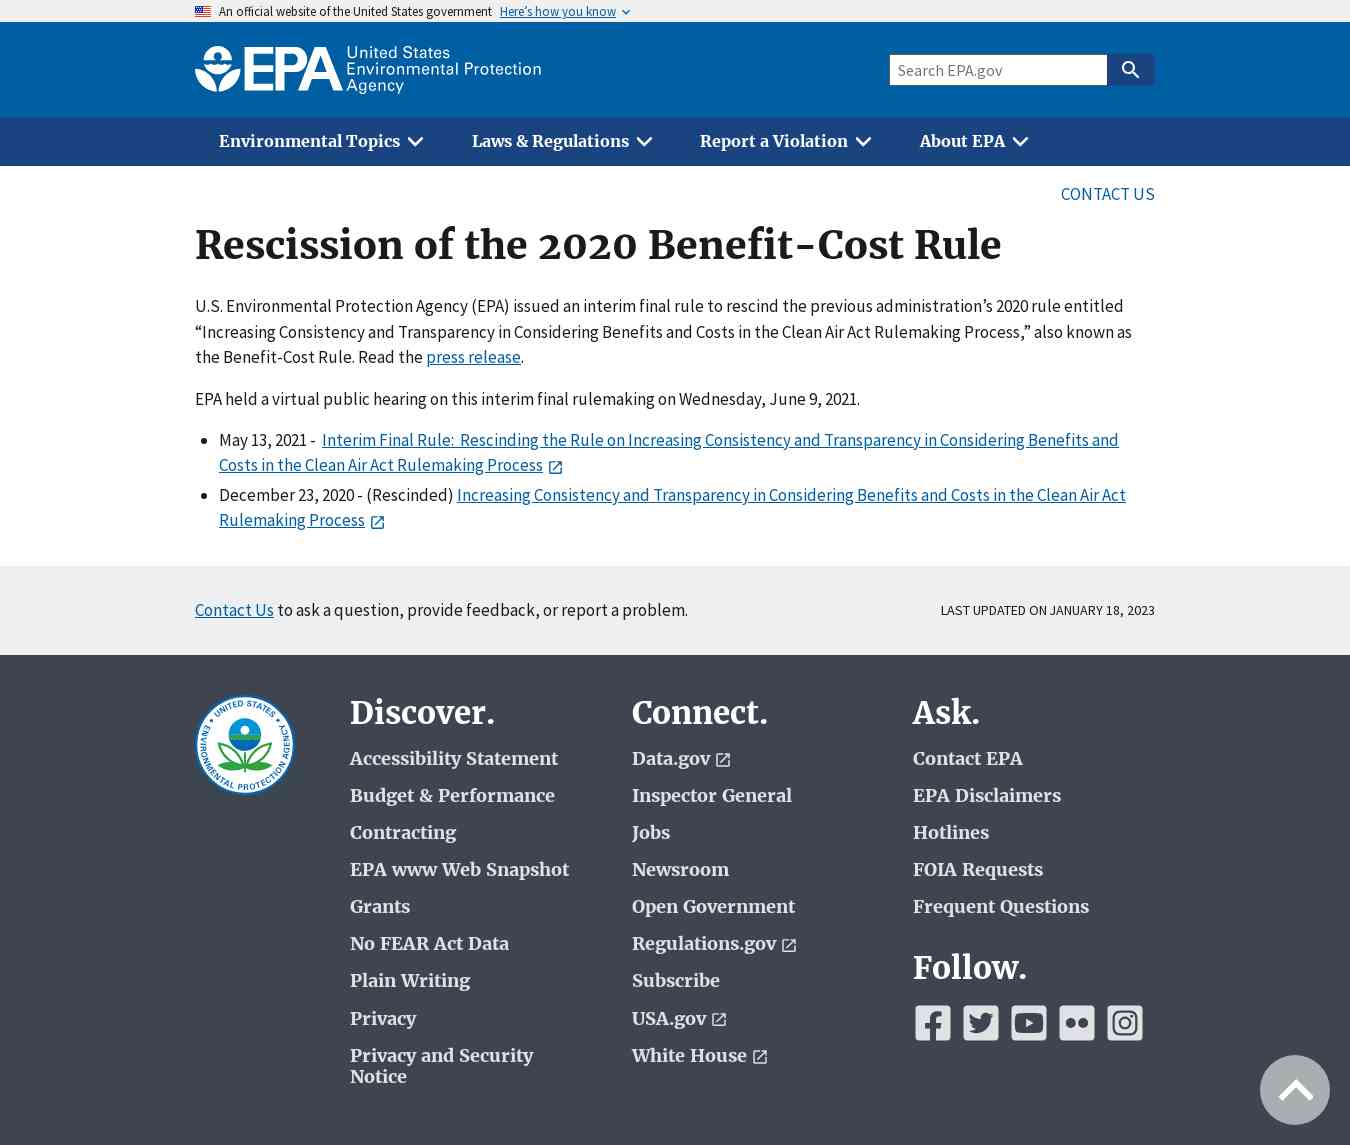 An official website of the United States government Here's how you know
EPA United States
Environmental Protection
Agency
Search EPA.gov
Environmental Topics Laws & Regulations Report a Violation About EPA
CONTACT US
Rescission of the 2020 Benefit-Cost Rule
U.S. Environmental Protection Agency (EPA) issued an interim final rule to rescind the previous administration's 2020 rule entitled
“Increasing Consistency and Transparency in Considering Benefits and Costs in the Clean Air Act Rulemaking Process,” also known as
the Benefit-Cost Rule. Read the press release.
EPA held a virtual public hearing on this interim final rulemaking on Wednesday, June 9, 2021.
May 13, 2021 - Interim Final Rule: Rescinding the Rule on Increasing Consistency and Transparency in Considering Benefits and
Costs in the Clean Air Act Rulemaking Process
December 23, 2020 - (Rescinded) Increasing Consistency and Transparency in Considering Benefits and Costs in the Clean Air Act
Rulemaking Process
Contact Us to ask a question, provide feedback, or report a problem.
LAST UPDATED ON JANUARY 18, 2023
UNITED STATES ENVIRONMENTAL PROTECTION AGENCY
Discover.
Accessibility Statement
Budget & Performance
Contracting
EPA www Web Snapshot
Grants
No FEAR Act Data
Plain Writing
Privacy
Privacy and Security
Notice
Connect.
Data.gov
Inspector General
Jobs
Newsroom
Open Government
Regulations.gov
Subscribe
USA.gov
White House
Ask.
Contact EPA
EPA Disclaimers
Hotlines
FOIA Requests
Frequent Questions
Follow.